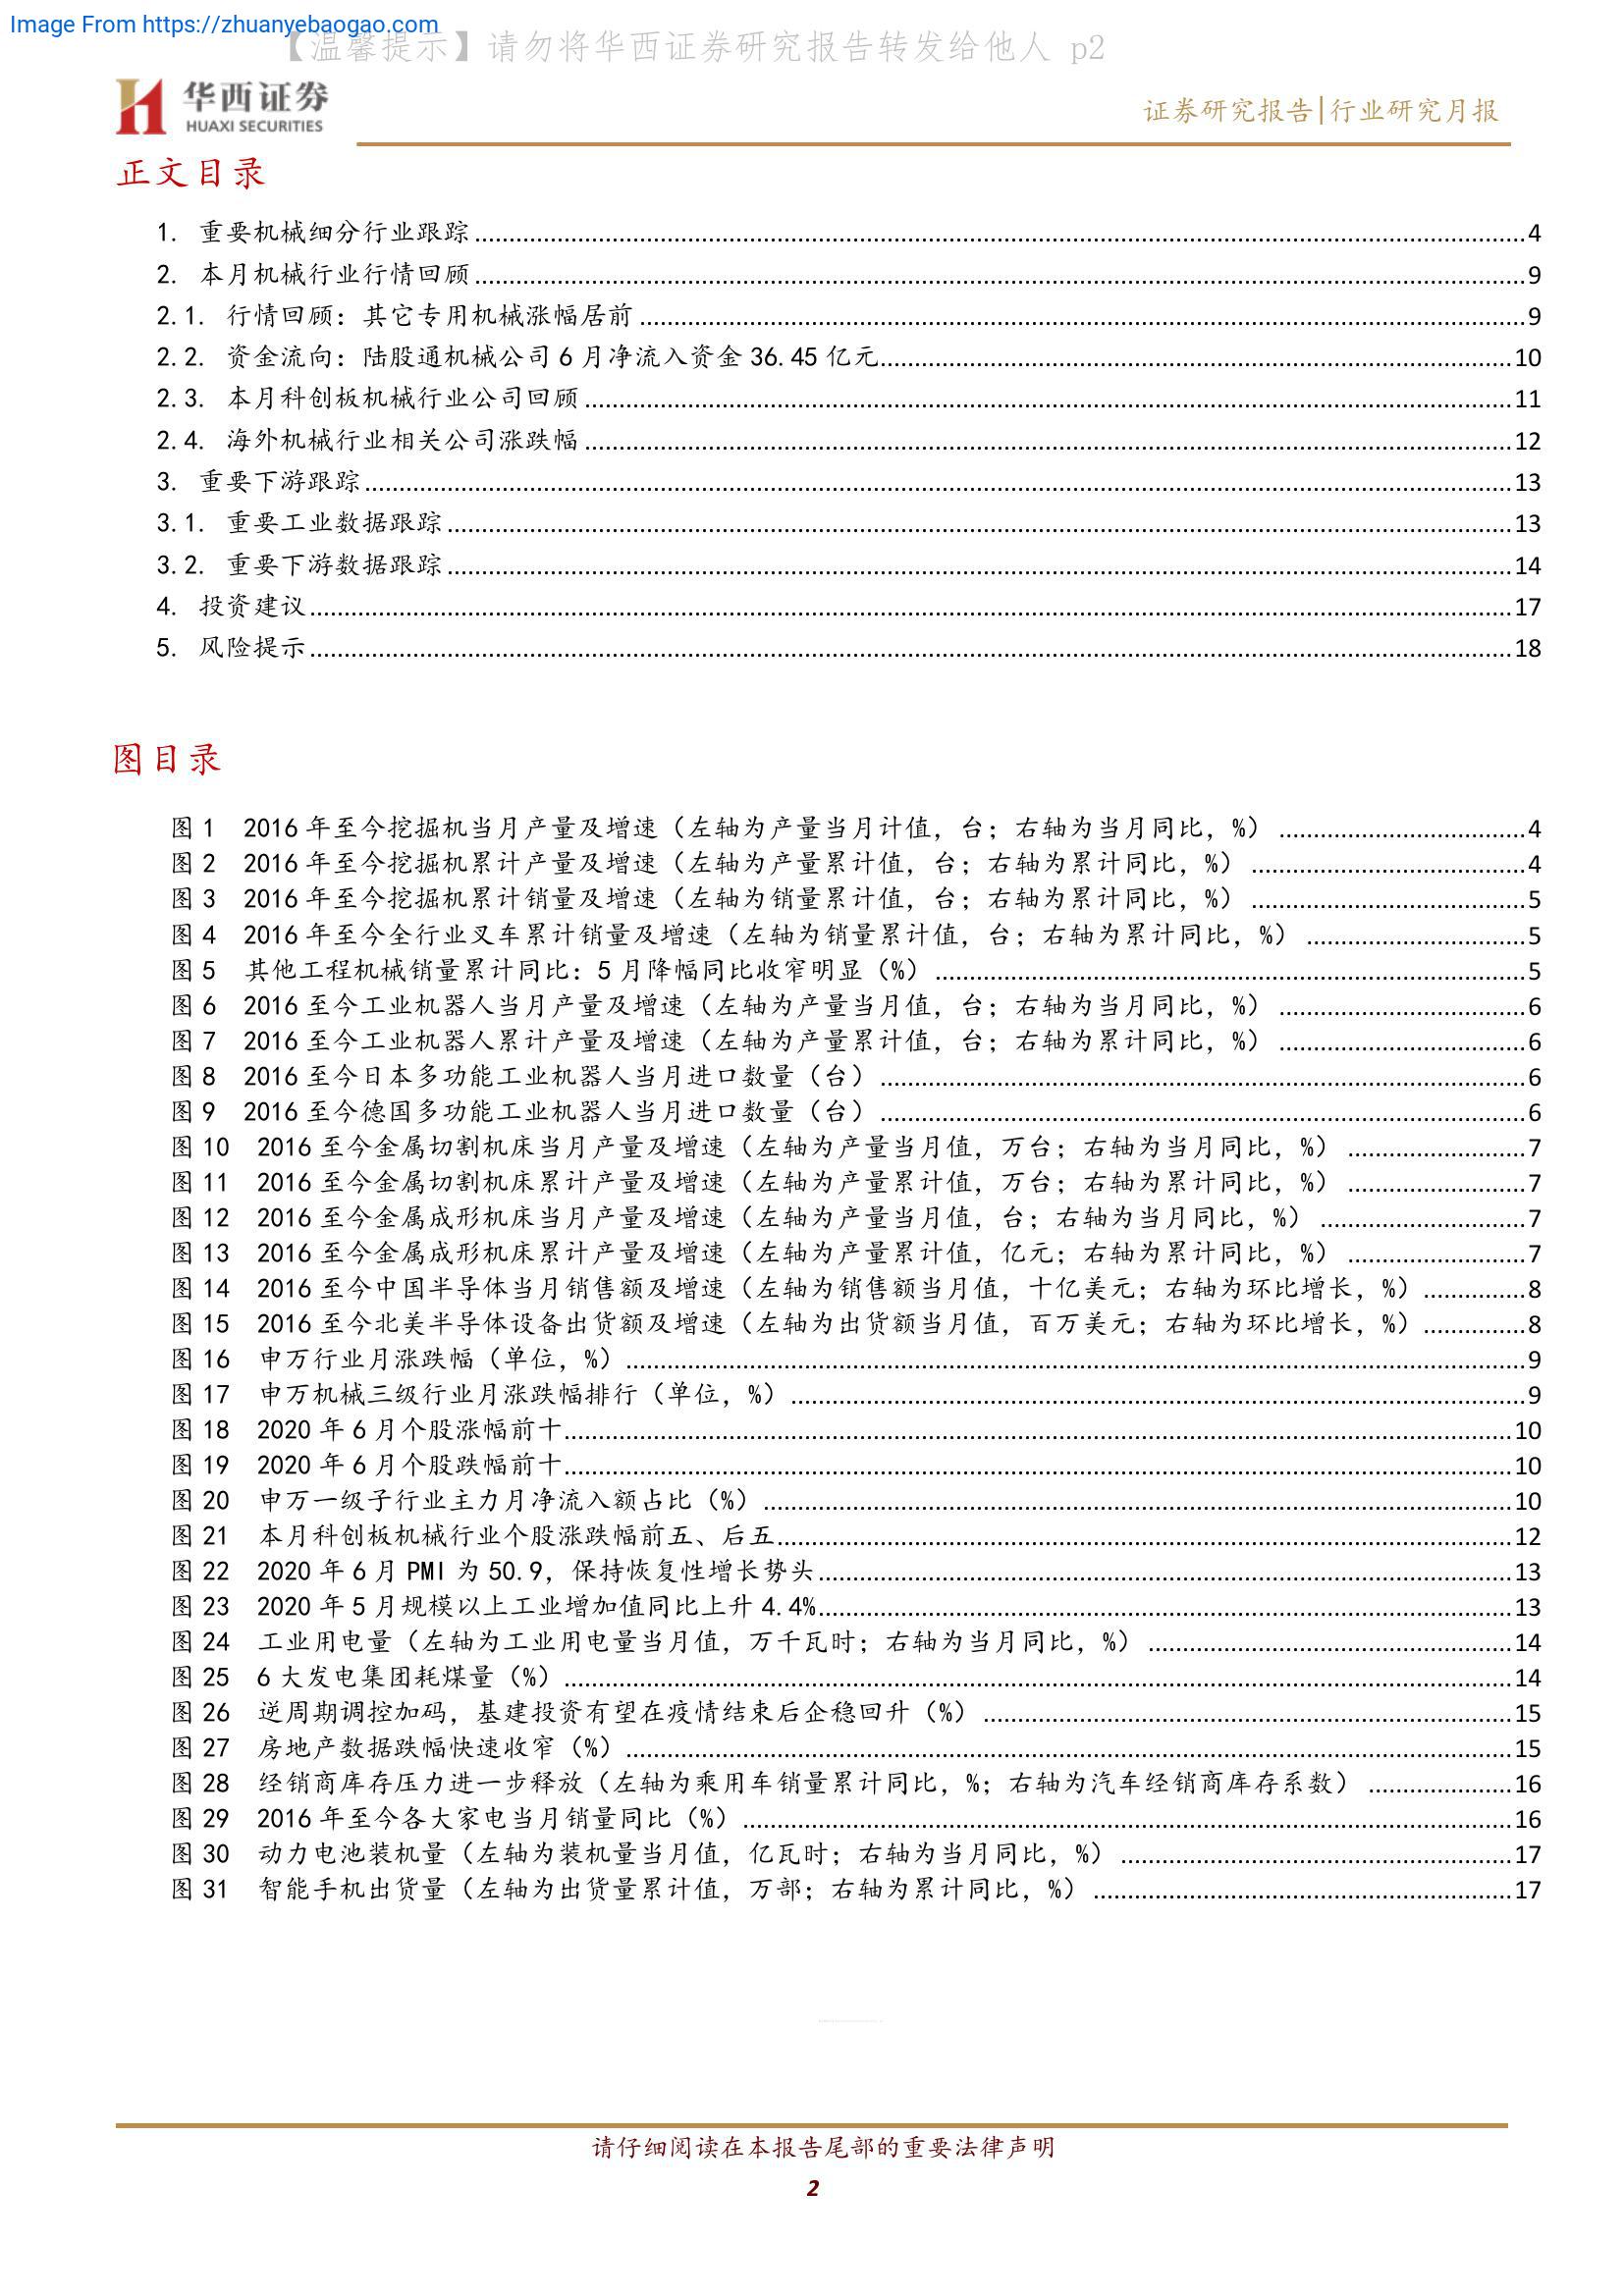 Image From https://zhuanyebaogao.com
【温馨提示】请勿将华西证券研究报告转发给他人 p2
华西证券
HUAXI SECURITIES
证券研究报告|行业研究月报
正文目录
1. 重要机械细分行业跟踪 4
2. 本月机械行业行情回顾 9
2.1. 行情回顾：其它专用机械涨幅居前 9
2.2. 资金流向：陆股通机械公司 6 月净流入资金 36.45 亿元 10
2.3. 本月科创板机械行业公司回顾 11
2.4. 海外机械行业相关公司涨跌幅 12
3. 重要下游跟踪 13
3.1. 重要工业数据跟踪 13
3.2. 重要下游数据跟踪 14
4. 投资建议 17
5. 风险提示 18
图目录
图 1 2016 年至今挖掘机当月产量及增速（左轴为产量当月计值，台；右轴为当月同比，%） 4
图 2 2016 年至今挖掘机累计产量及增速（左轴为产量累计值，台；右轴为累计同比，%） 4
图 3 2016 年至今挖掘机累计销量及增速（左轴为销量累计值，台；右轴为累计同比，%） 5
图 4 2016 年至今全行业叉车累计销量及增速（左轴为销量累计值，台；右轴为累计同比，%） 5
图 5 其他工程机械销量累计同比：5 月降幅同比收窄明显（%） 5
图 6 2016 至今工业机器人当月产量及增速（左轴为产量当月值，台；右轴为当月同比，%） 6
图 7 2016 至今工业机器人累计产量及增速（左轴为产量累计值，台；右轴为累计同比，%） 6
图 8 2016 至今日本多功能工业机器人当月进口数量（台） 6
图 9 2016 至今德国多功能工业机器人当月进口数量（台） 6
图 10 2016 至今金属切割机床当月产量及增速（左轴为产量当月值，万台；右轴为当月同比，%） 7
图 11 2016 至今金属切割机床累计产量及增速（左轴为产量累计值，万台；右轴为累计同比，%） 7
图 12 2016 至今金属成形机床当月产量及增速（左轴为产量当月值，台；右轴为当月同比，%） 7
图 13 2016 至今金属成形机床累计产量及增速（左轴为产量累计值，亿元；右轴为累计同比，%） 7
图 14 2016 至今中国半导体当月销售额及增速（左轴为销售额当月值，十亿美元；右轴为环比增长，%） 8
图 15 2016 至今北美半导体设备出货额及增速（左轴为出货额当月值，百万美元；右轴为环比增长，%） 8
图 16 申万行业月涨跌幅（单位，%） 9
图 17 申万机械三级行业月涨跌幅排行（单位，%） 9
图 18 2020 年 6 月个股涨幅前十 10
图 19 2020 年 6 月个股跌幅前十 10
图 20 申万一级子行业主力月净流入额占比（%） 10
图 21 本月科创板机械行业个股涨跌幅前五、后五 12
图 22 2020 年 6 月 PMI 为 50.9，保持恢复性增长势头 13
图 23 2020 年 5 月规模以上工业增加值同比上升 4.4% 13
图 24 工业用电量（左轴为工业用电量当月值，万千瓦时；右轴为当月同比，%） 14
图 25 6 大发电集团耗煤量（%） 14
图 26 逆周期调控加码，基建投资有望在疫情结束后企稳回升（%） 15
图 27 房地产数据跌幅快速收窄（%） 15
图 28 经销商库存压力进一步释放（左轴为乘用车销量累计同比，%；右轴为汽车经销商库存系数） 16
图 29 2016 年至今各大家电当月销量同比（%） 16
图 30 动力电池装机量（左轴为装机量当月值，亿瓦时；右轴为当月同比，%） 17
图 31 智能手机出货量（左轴为出货量累计值，万部；右轴为累计同比，%） 17
请仔细阅读在本报告尾部的重要法律声明
2